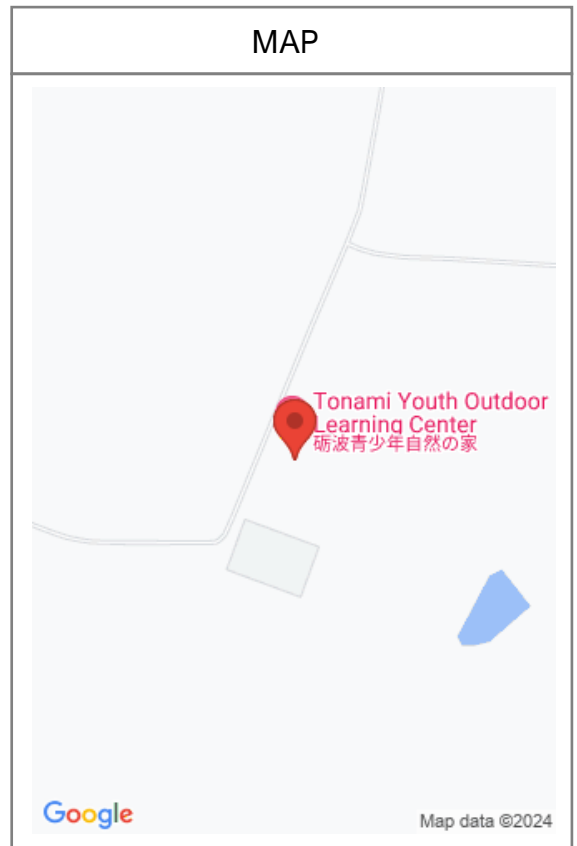 MAP
Tonami Youth Outdoor
Learning Center
砺波青少年自然の家
Google
Map data ©2024